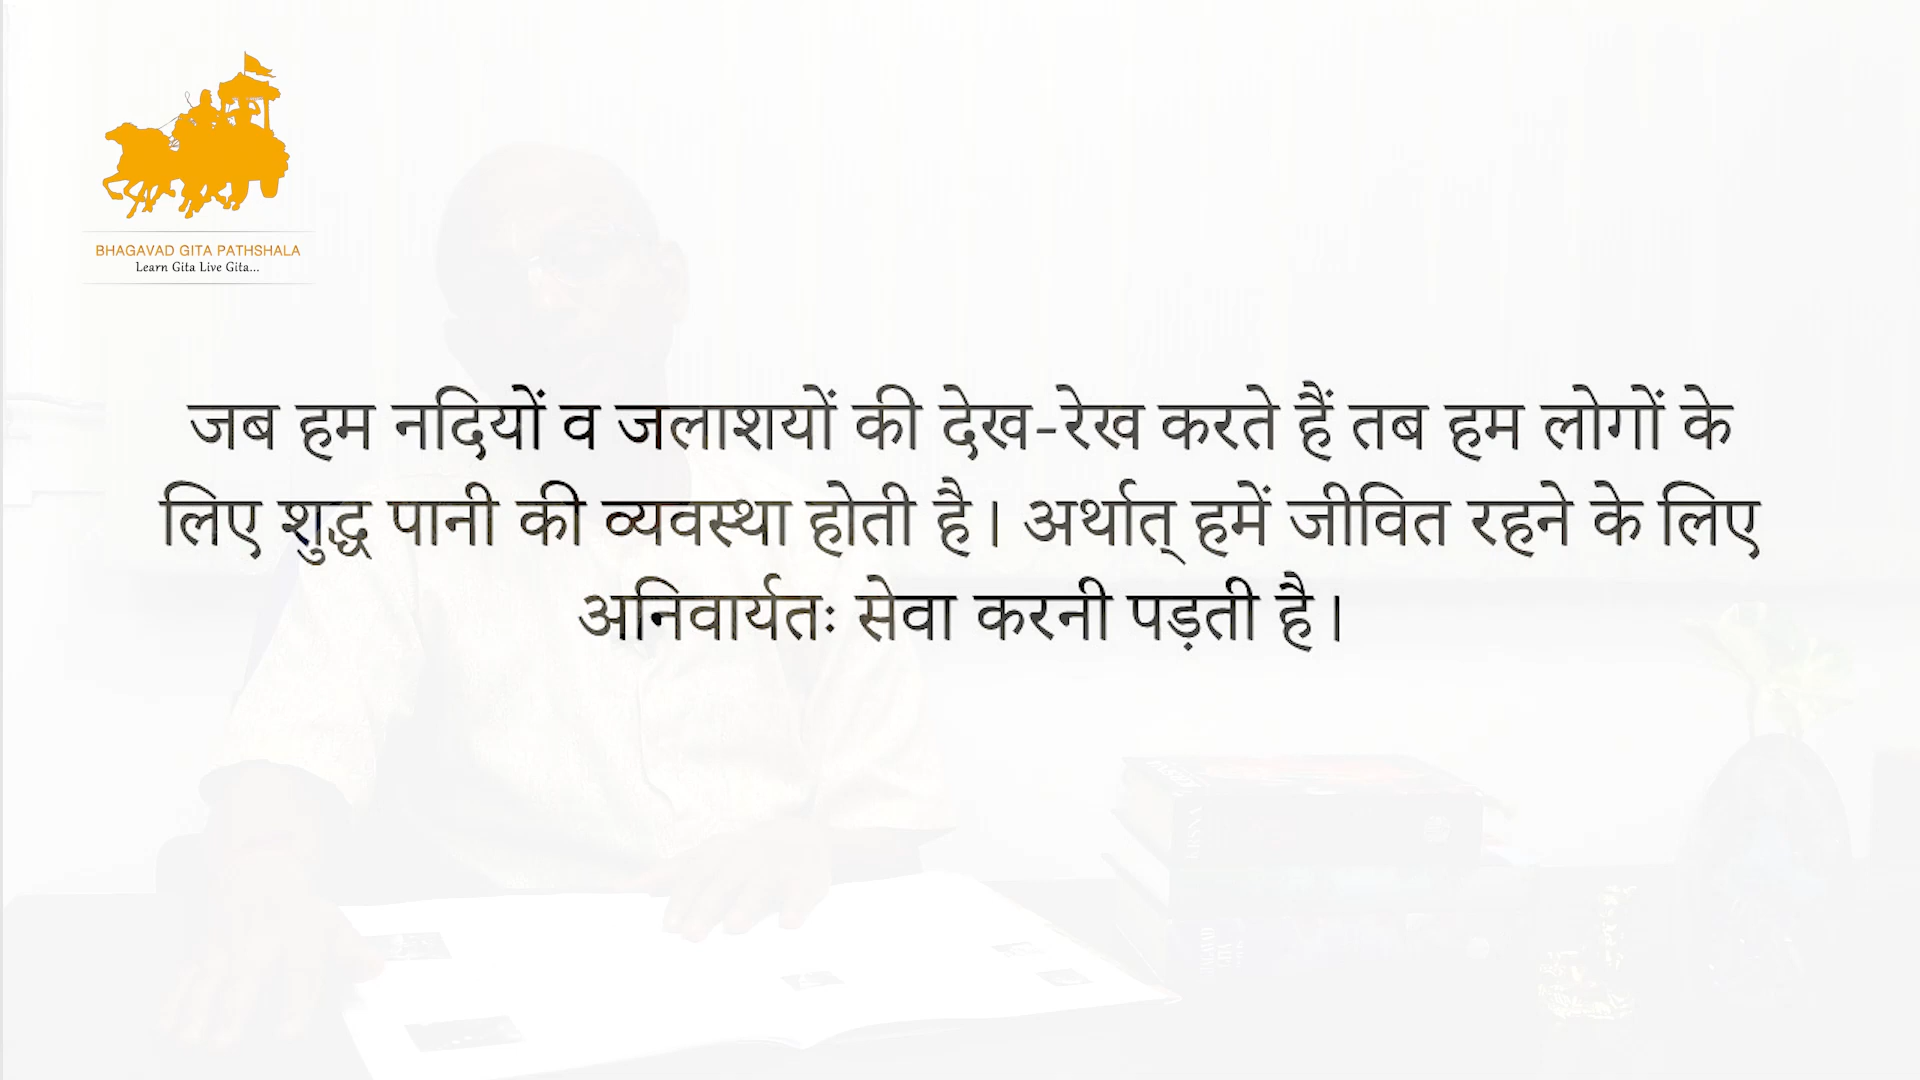 BHAGAVAD GITA PATHSHALA
Learn Gita Live Gita...
जब हम नदियों व जलाशयों की देख-रेख करते हैं तब हम लोगों के
लिए शुद्ध पानी की व्यवस्था होती है। अर्थात् हमें जीवित रहने के लिए
अनिवार्यतः सेवा करनी पड़ती है।